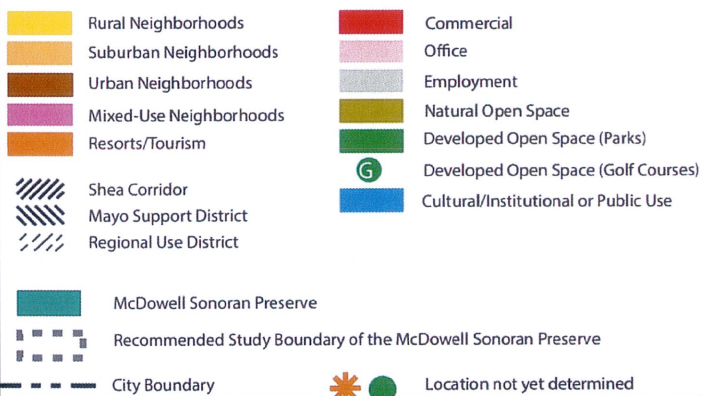 Rural Neighborhoods
Suburban Neighborhoods
Urban Neighborhoods
Mixed-Use Neighborhoods
Resorts/Tourism
Shea Corridor
Mayo Support District
Regional Use District
Commercial
Office
Employment
Natural Open Space
Developed Open Space (Parks)
G Developed Open Space (Golf Courses)
Cultural/Institutional or Public Use
McDowell Sonoran Preserve
Recommended Study Boundary of the McDowell Sonoran Preserve
City Boundary
Location not yet determined